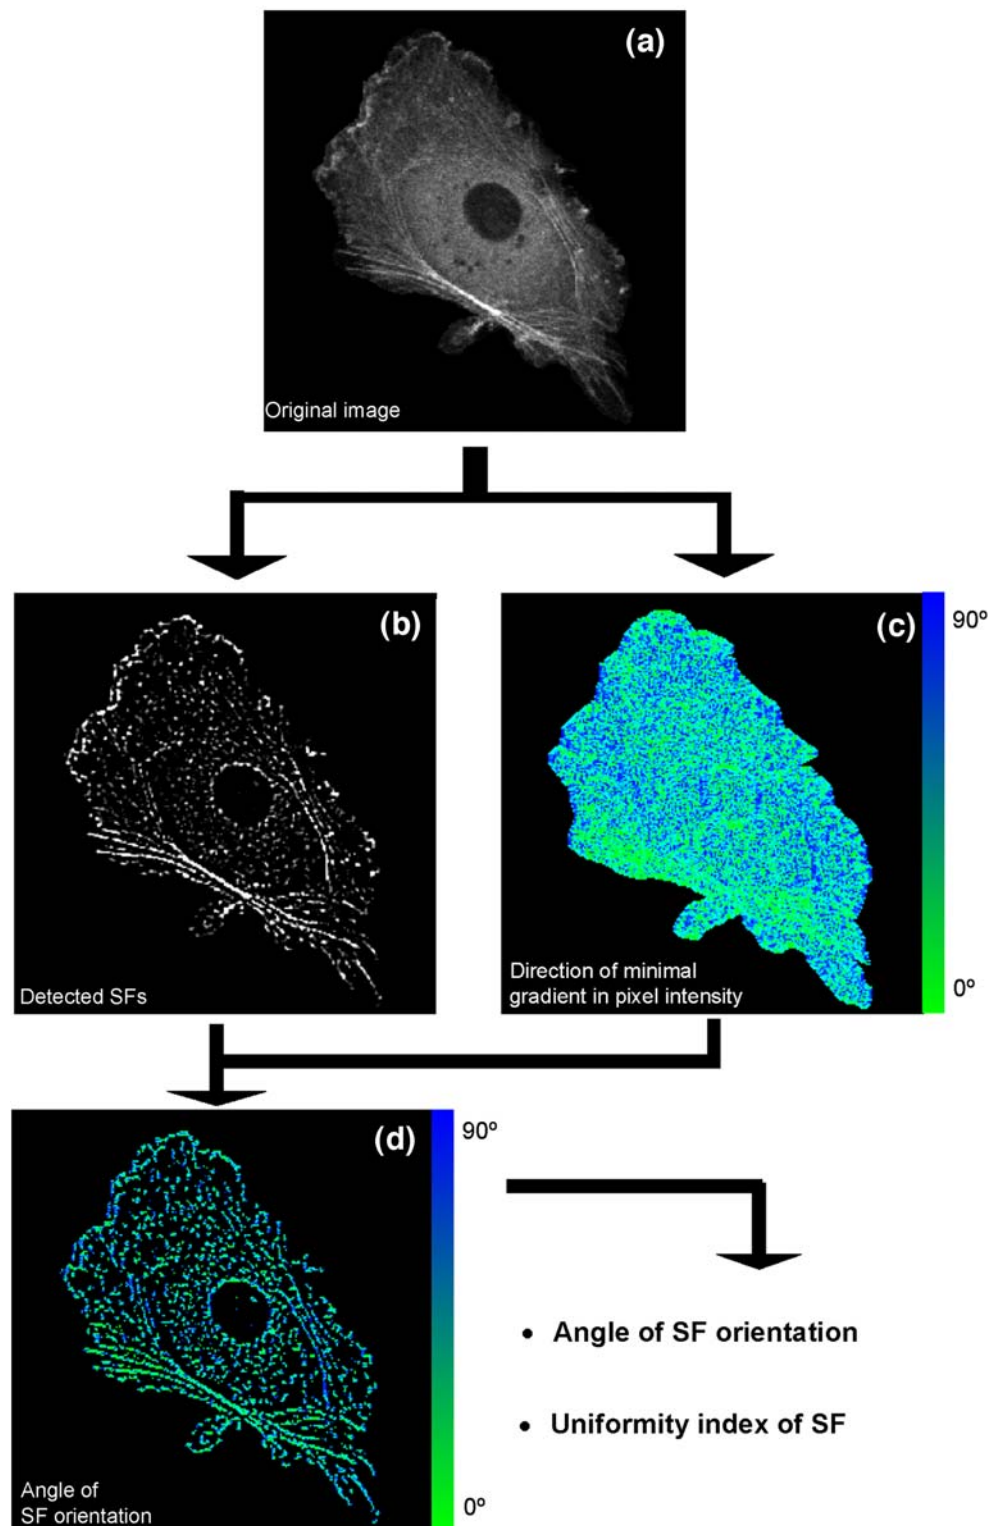 (a)
Original image
(b)
Detected SFs
(c)
90º
Direction of minimal
gradient in pixel intensity
0º
(d)
90º
Angle of
SF orientation
0º
• Angle of SF orientation
• Uniformity index of SF